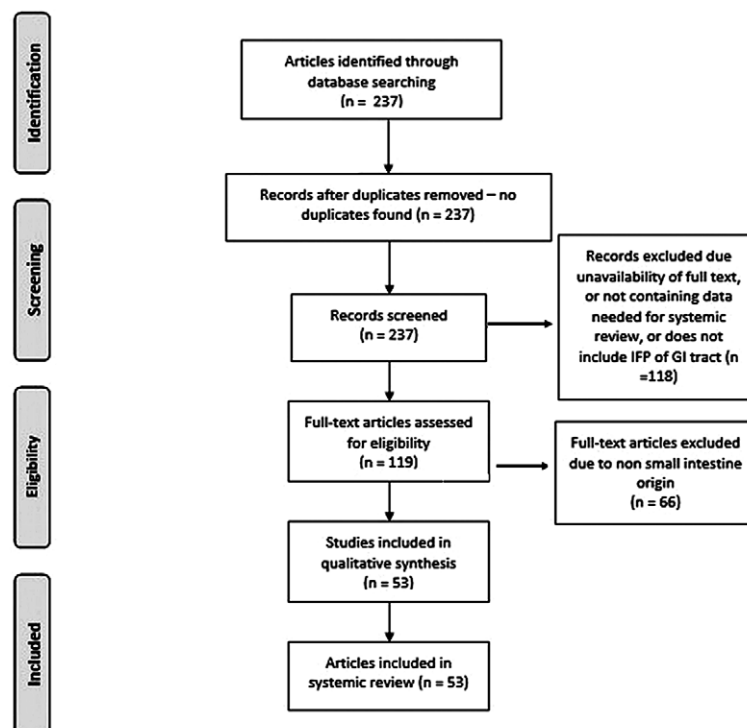 Identification
Articles identified through
database searching
(n = 237)
Records after duplicates removed – no
duplicates found (n = 237)
Screening
Records excluded due
unavailability of full text,
or not containing data
needed for systemic
review, or does not
include IFP of GI tract (n
=118)
Records screened
(n = 237)
Eligibility
Full-text articles assessed
for eligibility
(n = 119)
Full-text articles excluded
due to non small intestine
origin
(n = 66)
Studies included in
qualitative synthesis
(n = 53)
Included
Articles included in
systemic review (n = 53)